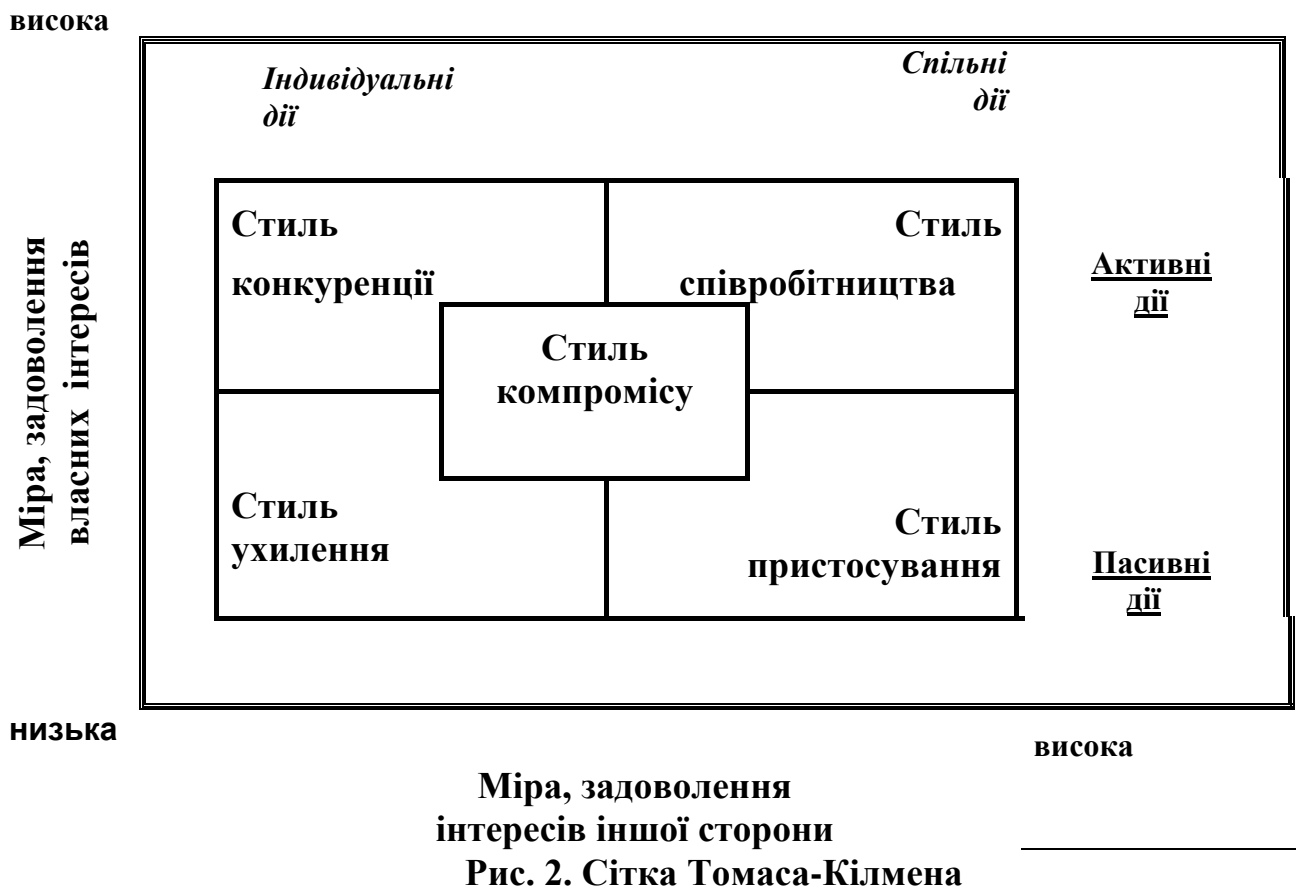 висока
Індивідуальні
дії
Спільні
дії
Міра, задоволення
власних інтересів
Стиль
конкуренції
Стиль
співробітництва
Активні
дії
Стиль
компромісу
Стиль
ухилення
Стиль
пристосування
Пасивні
дії
низька
висока
Міра, задоволення
інтересів іншої сторони
Рис. 2. Сітка Томаса-Кілмена